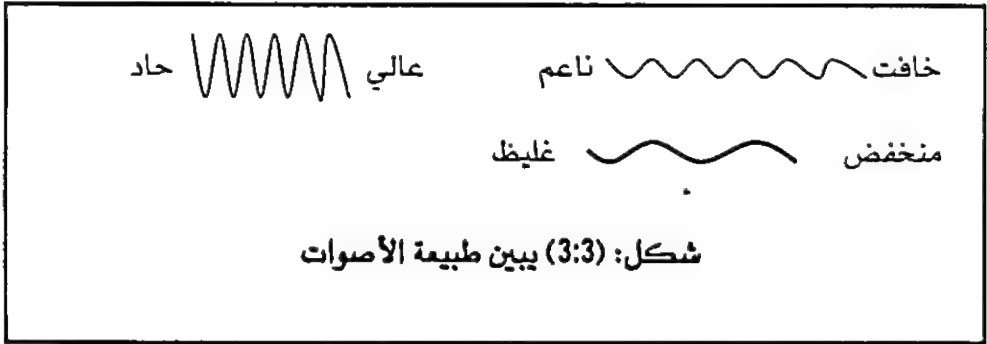 خافت ناعم عالي حاد
منخفض غليظ
شكل: (3:3) يبين طبيعة الأصوات